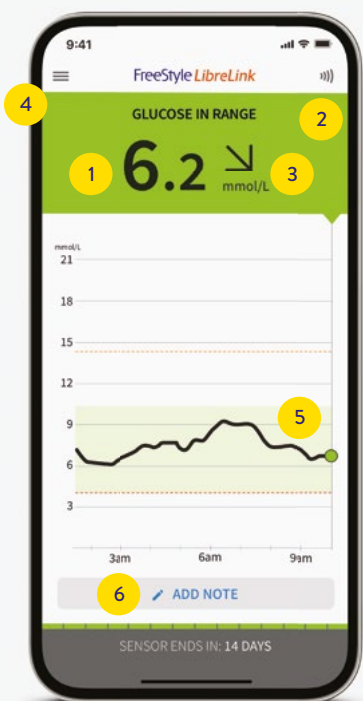 9:41
FreeStyle LibreLink
4
GLUCOSE IN RANGE
2
1
6.2
mmol/L
3
mmol/L
21
18
15
12
9
5
6
3
3am
6am
9am
6
ADD NOTE
SENSOR ENDS IN: 14 DAYS